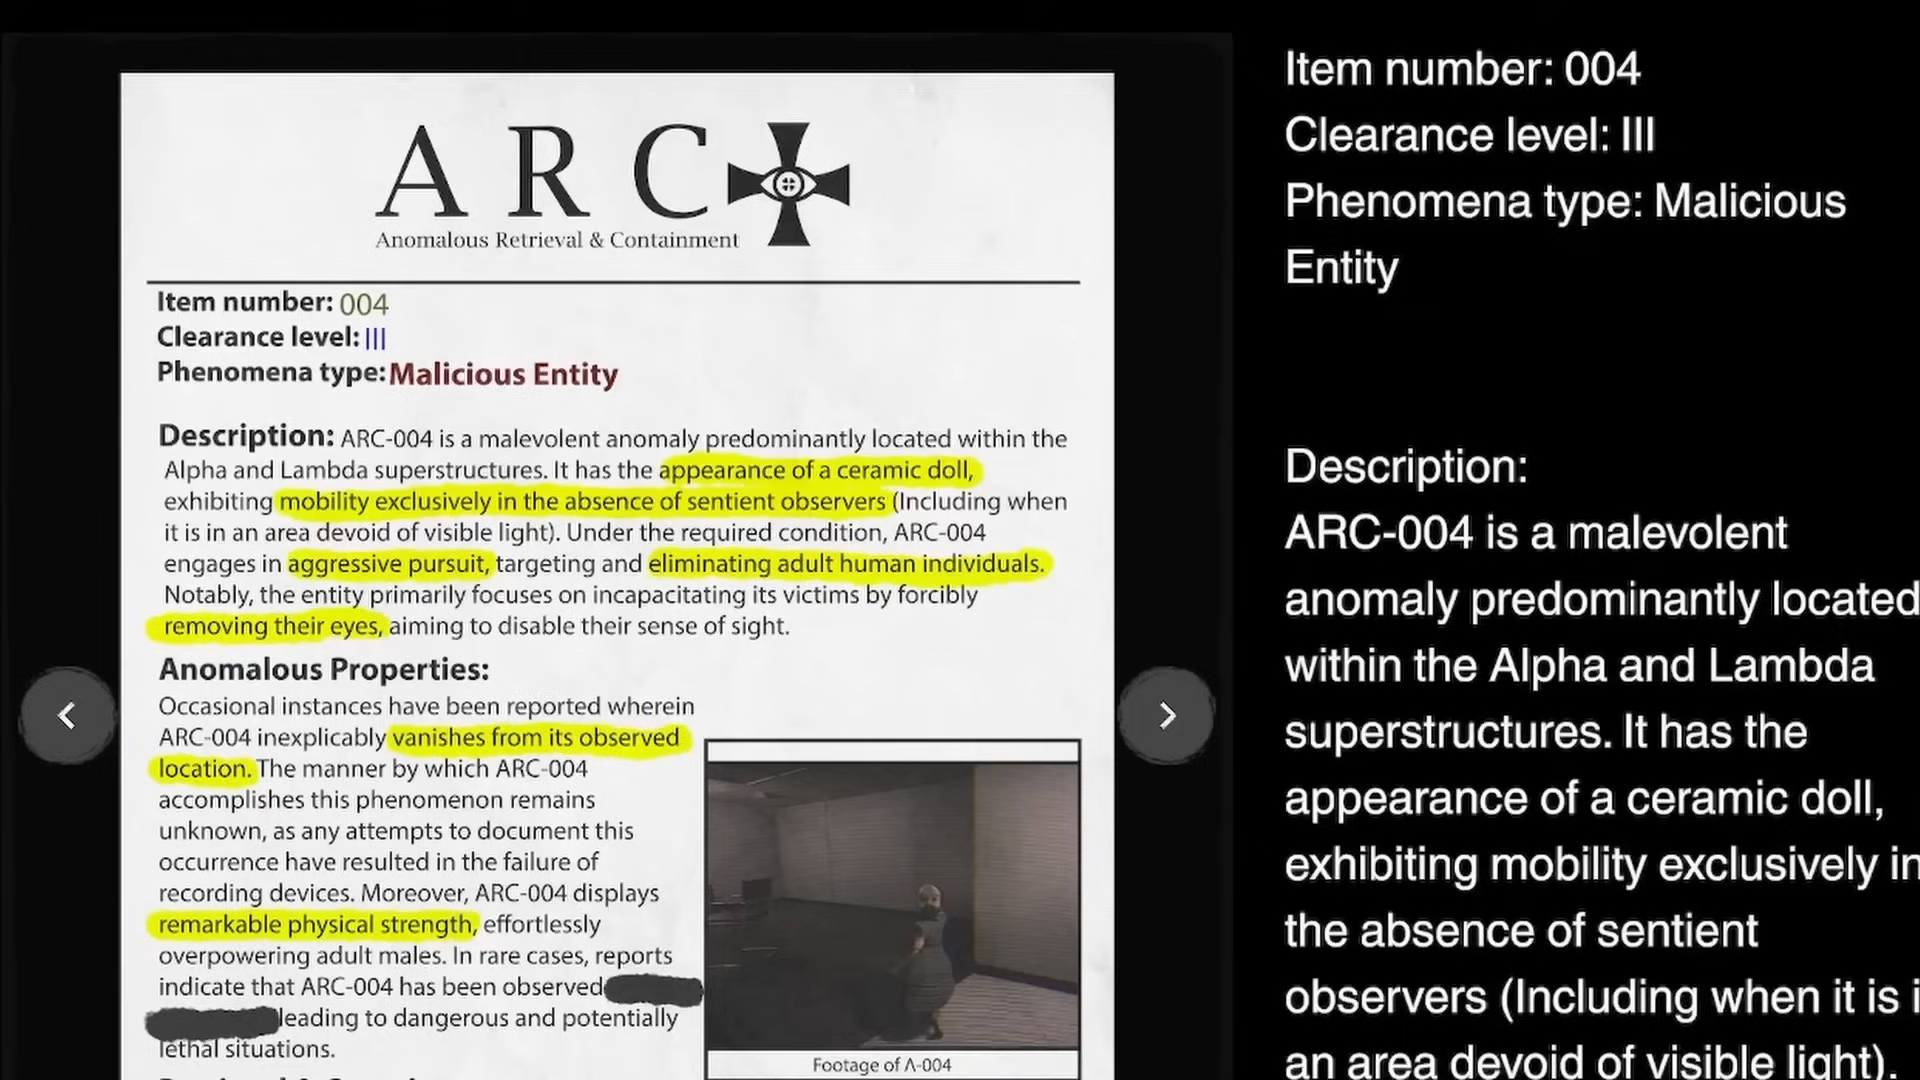 A R C
Anomalous Retrieval & Containment
Item number: 004
Clearance level: III
Phenomena type: Malicious Entity
Description: ARC-004 is a malevolent anomaly predominantly located within the
Alpha and Lambda superstructures. It has the appearance of a ceramic doll,
exhibiting mobility exclusively in the absence of sentient observers (Including when
it is in an area devoid of visible light). Under the required condition, ARC-004
engages in aggressive pursuit, targeting and eliminating adult human individuals.
Notably, the entity primarily focuses on incapacitating its victims by forcibly
removing their eyes, aiming to disable their sense of sight.
Anomalous Properties:
Occasional instances have been reported wherein
ARC-004 inexplicably vanishes from its observed
location. The manner by which ARC-004
accomplishes this phenomenon remains
unknown, as any attempts to document this
occurrence have resulted in the failure of
recording devices. Moreover, ARC-004 displays
remarkable physical strength, effortlessly
overpowering adult males. In rare cases, reports
indicate that ARC-004 has been observed
leading to dangerous and potentially
lethal situations.
Footage of Λ-004
Item number: 004
Clearance level: III
Phenomena type: Malicious
Entity
Description:
ARC-004 is a malevolent
anomaly predominantly located
within the Alpha and Lambda
superstructures. It has the
appearance of a ceramic doll,
exhibiting mobility exclusively in
the absence of sentient
observers (Including when it is i
an area devoid of visible light).